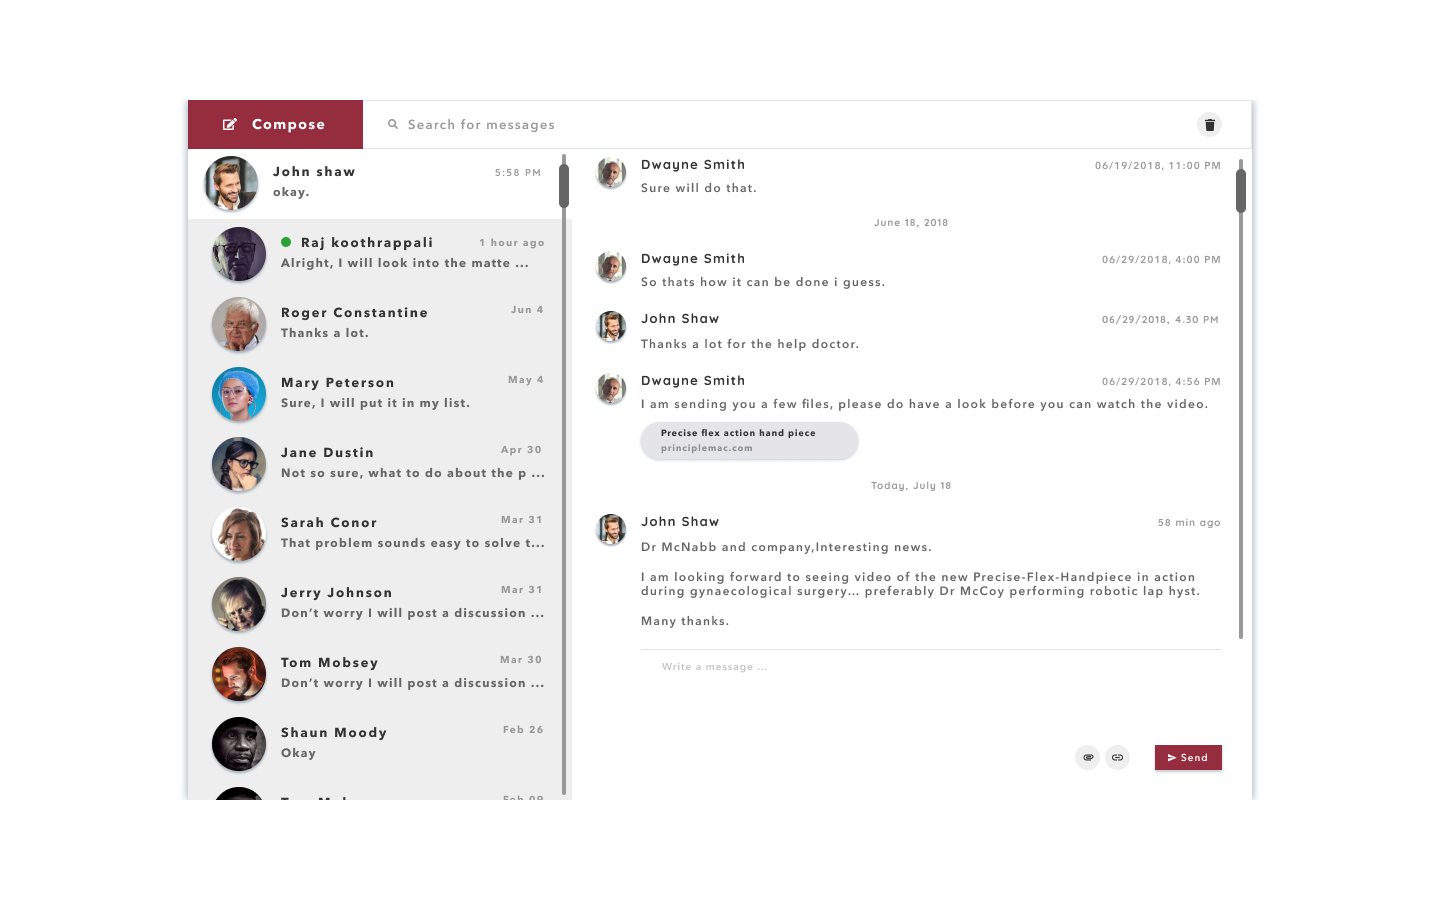 Compose
Search for messages
John shaw
5:58 PM
okay.
Raj koothrappali
1 hour ago
Alright, I will look into the matte ...
Roger Constantine
Jun 4
Thanks a lot.
Mary Peterson
May 4
Sure, I will put it in my list.
Jane Dustin
Apr 30
Not so sure, what to do about the p ...
Sarah Conor
Mar 31
That problem sounds easy to solve t...
Jerry Johnson
Mar 31
Don't worry I will post a discussion ...
Tom Mobsey
Mar 30
Don't worry I will post a discussion ...
Shaun Moody
Feb 26
Okay
Feb 09
Dwayne Smith
06/19/2018, 11:00 PM
Sure will do that.
June 18, 2018
Dwayne Smith
06/29/2018, 4:00 PM
So thats how it can be done i guess.
John Shaw
06/29/2018, 4.30 PM
Thanks a lot for the help doctor.
Dwayne Smith
06/29/2018, 4:56 PM
I am sending you a few files, please do have a look before you can watch the video.
Precise flex action hand piece
principlemac.com
Today, July 18
John Shaw
58 min ago
Dr McNabb and company,Interesting news.
I am looking forward to seeing video of the new Precise-Flex-Handpiece in action
during gynaecological surgery... preferably Dr McCoy performing robotic lap hyst.
Many thanks.
Write a message ...
Send